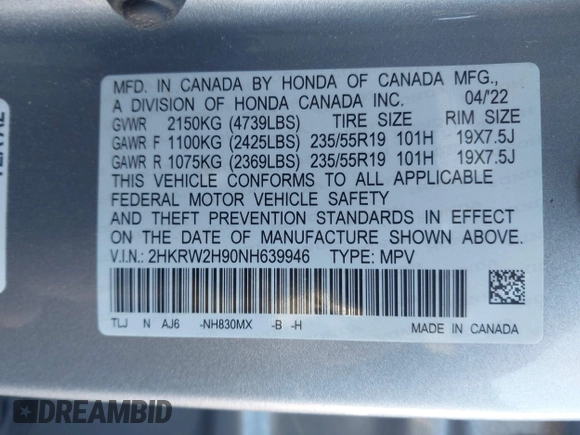 MFD. IN CANADA BY HONDA OF CANADA MFG.,
A DIVISION OF HONDA CANADA INC. 04/'22
GVWR 2150KG (4739LBS) TIRE SIZE RIM SIZE
GAWR F 1100KG (2425LBS) 235/55R19 101H 19X7.5J
GAWR R 1075KG (2369LBS) 235/55R19 101H 19X7.5J
THIS VEHICLE CONFORMS TO ALL APPLICABLE
FEDERAL MOTOR VEHICLE SAFETY
AND THEFT PREVENTION STANDARDS IN EFFECT
ON THE DATE OF MANUFACTURE SHOWN ABOVE.
V.I.N.: 2HKRW2H90NH639946 TYPE: MPV
TLJ N AJ6 -NH830MX -B -H MADE IN CANADA
DREAMBID